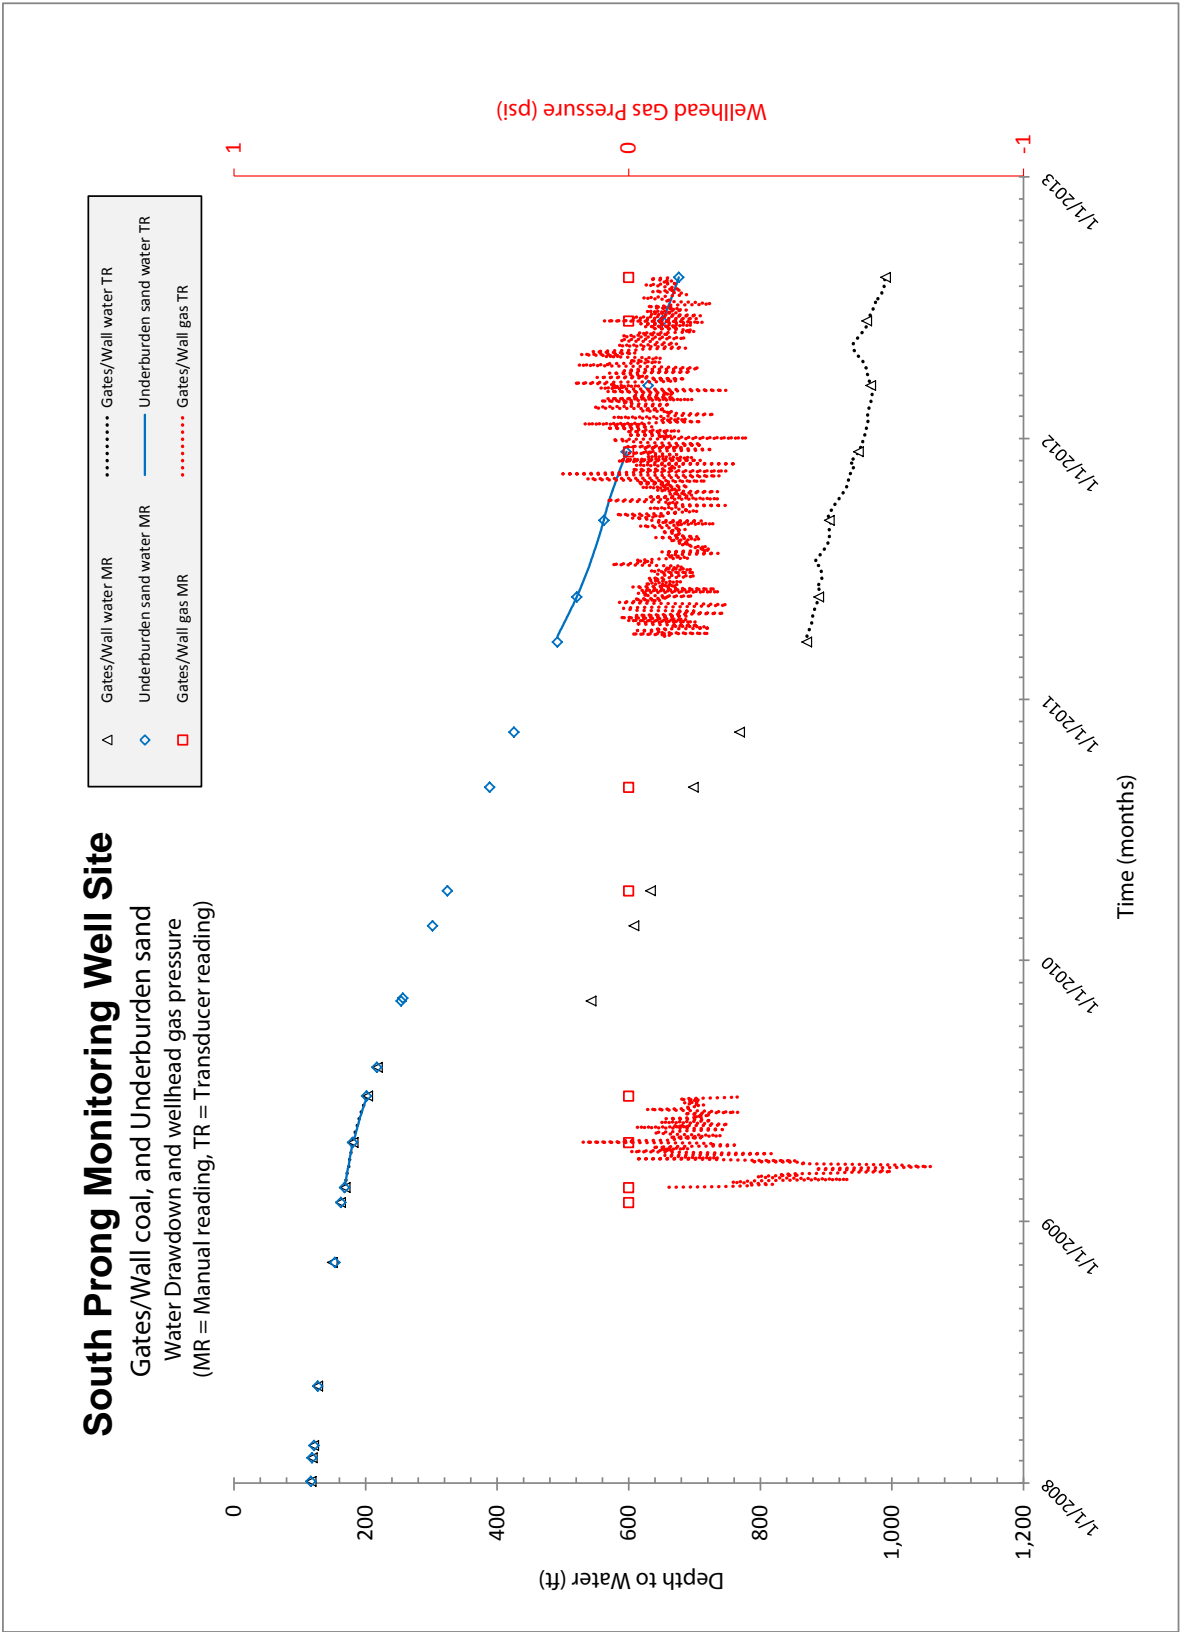 South Prong Monitoring Well Site
Gates/Wall coal, and Underburden sand
Water Drawdown and wellhead gas pressure
(MR = Manual reading, TR = Transducer reading)
Gates/Wall water MR
Gates/Wall water TR
Underburden sand water MR
Underburden sand water TR
Gates/Wall gas MR
Gates/Wall gas TR
Depth to Water (ft)
0
200
400
600
800
1,000
1,200
Wellhead Gas Pressure (psi)
1
0
-1
1/1/2008
1/1/2009
1/1/2010
1/1/2011
1/1/2012
1/1/2013
Time (months)